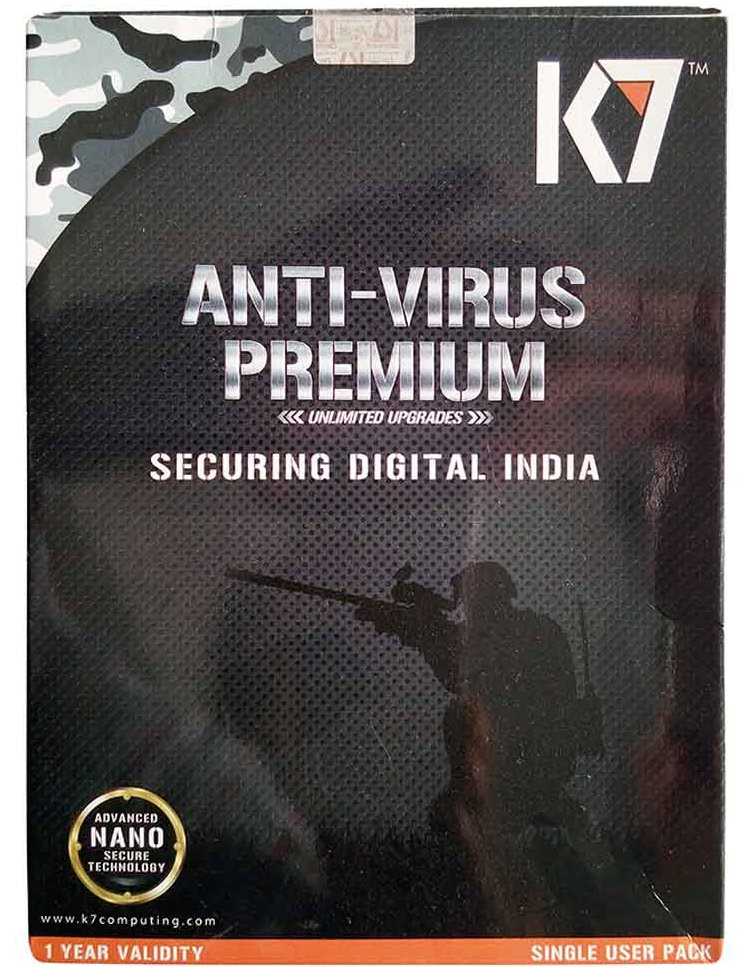 K7™
ANTI-VIRUS
PREMIUM
<<< UNLIMITED UPGRADES >>>
SECURING DIGITAL INDIA
ADVANCED
NANO
SECURE
TECHNOLOGY
www.k7computing.com
1 YEAR VALIDITY
SINGLE USER PACK